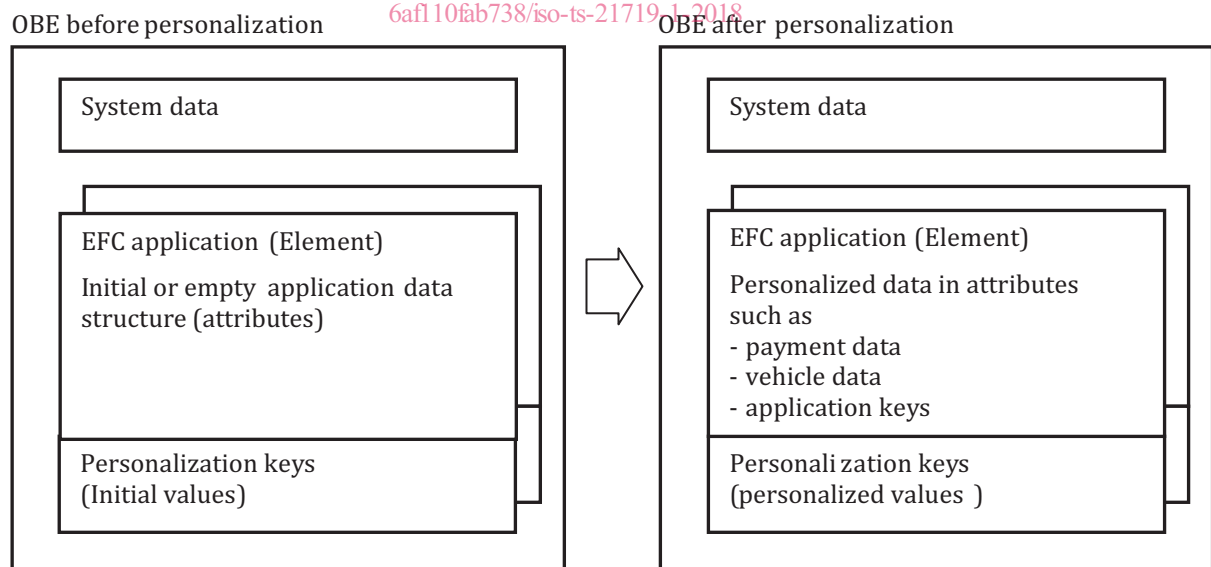 6af110fab738/iso-ts-21719-1-2018
OBE before personalization
System data
EFC application (Element)
Initial or empty application data
structure (attributes)
Personalization keys
(Initial values)
OBE after personalization
System data
EFC application (Element)
Personalized data in attributes
such as
- payment data
- vehicle data
- application keys
Personali zation keys
(personalized values )